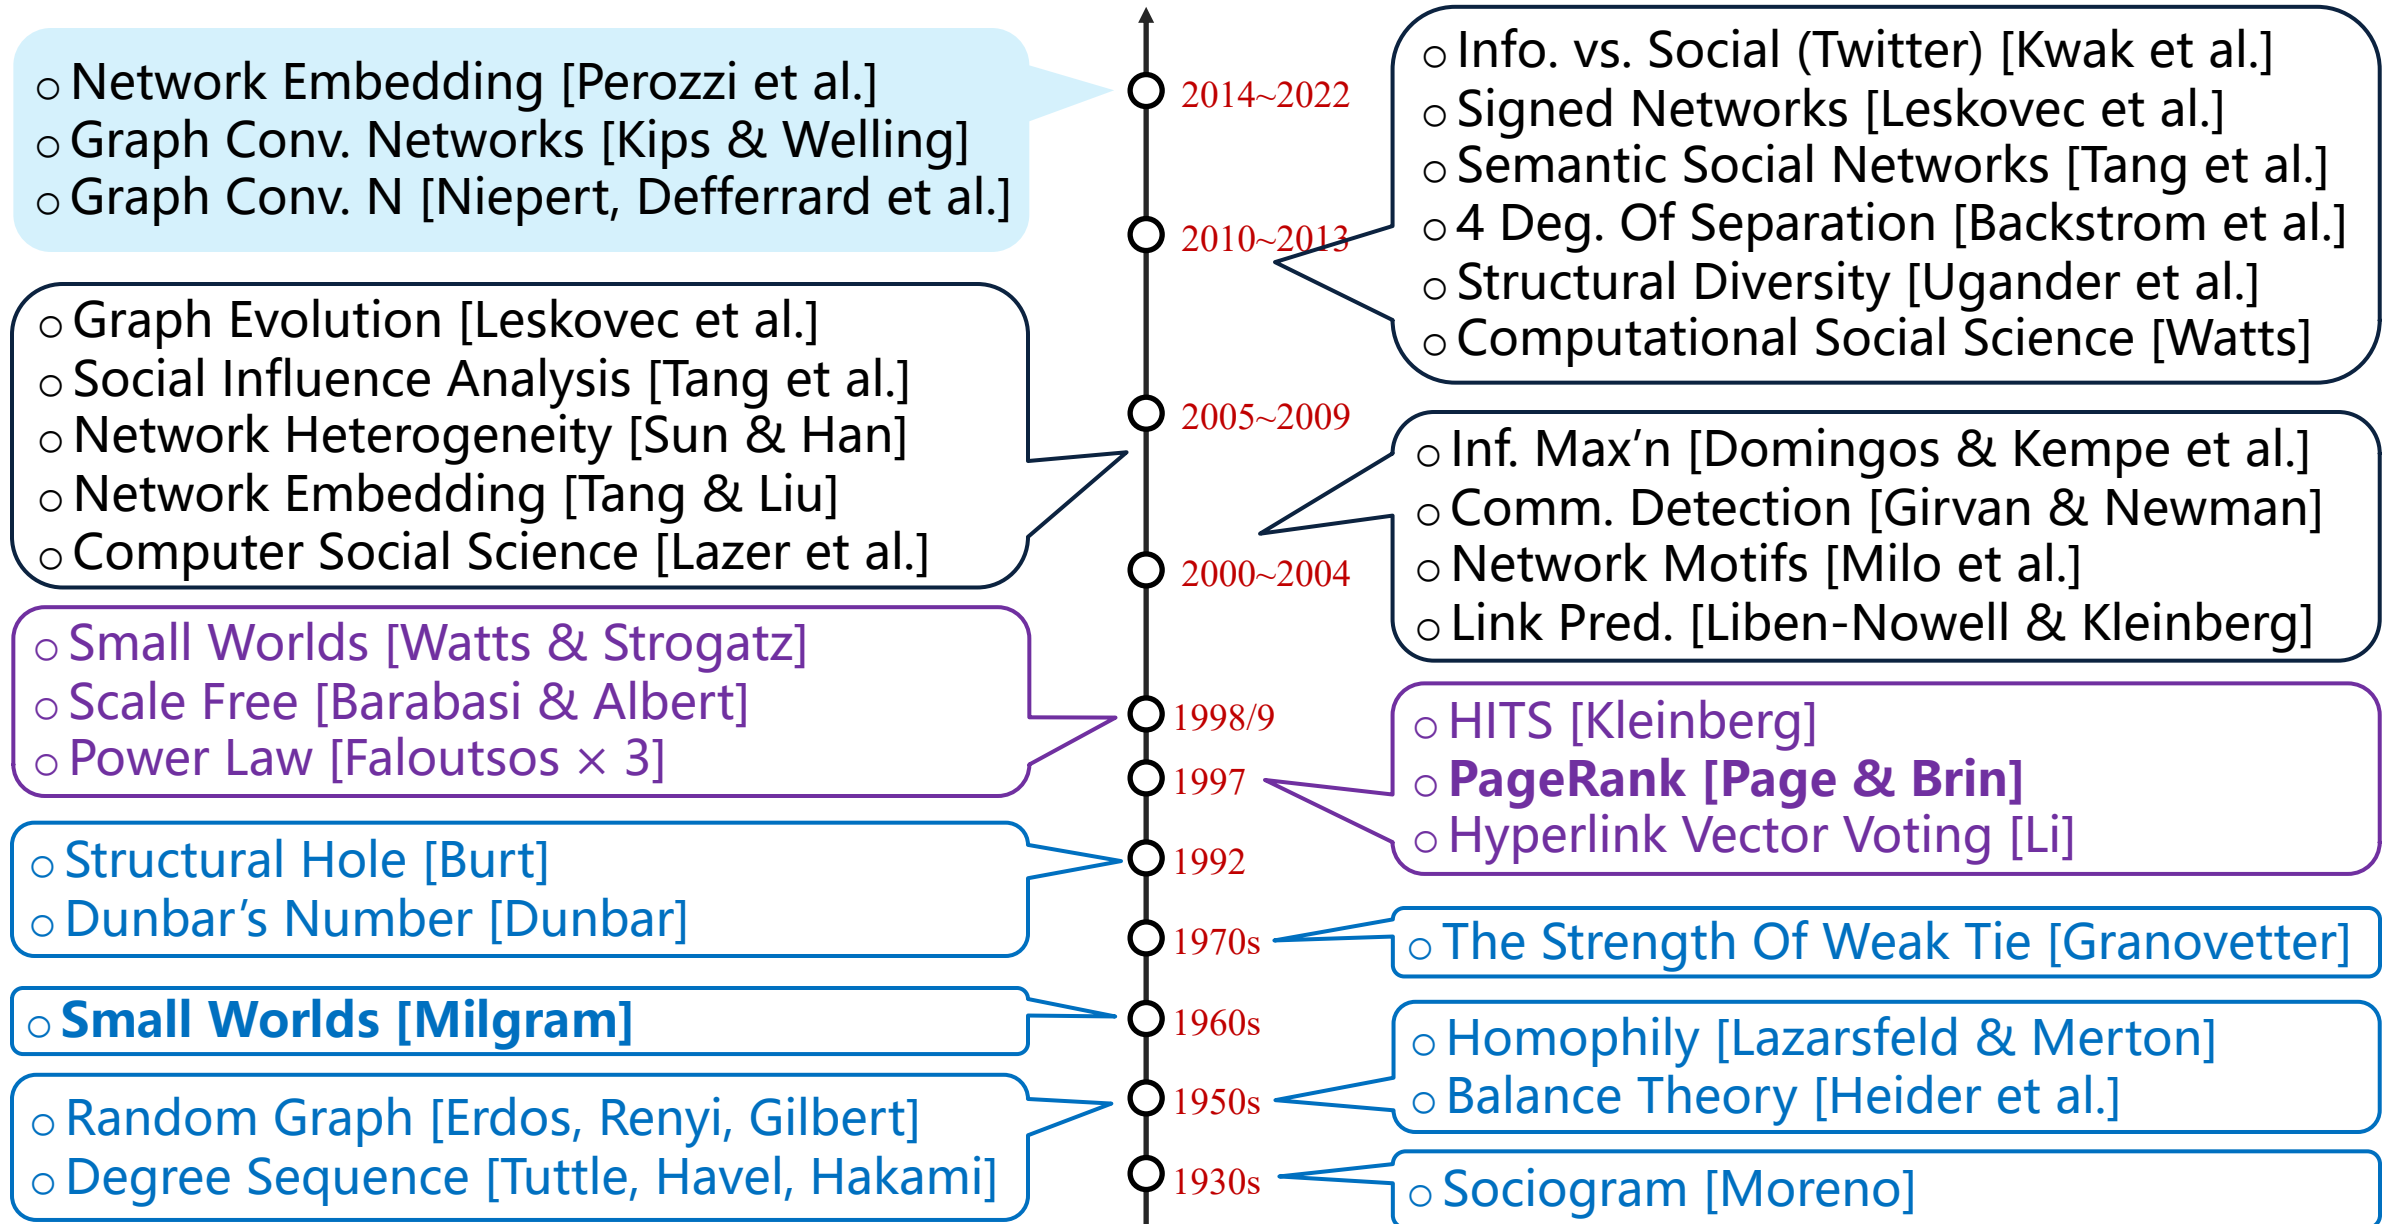 ○ Network Embedding [Perozzi et al.]
○ Graph Conv. Networks [Kips & Welling]
○ Graph Conv. N [Niepert, Defferrard et al.]
2014~2022
○ Info. vs. Social (Twitter) [Kwak et al.]
○ Signed Networks [Leskovec et al.]
○ Semantic Social Networks [Tang et al.]
○ 4 Deg. Of Separation [Backstrom et al.]
○ Structural Diversity [Ugander et al.]
○ Computational Social Science [Watts]
2010~2013
○ Graph Evolution [Leskovec et al.]
○ Social Influence Analysis [Tang et al.]
○ Network Heterogeneity [Sun & Han]
○ Network Embedding [Tang & Liu]
○ Computer Social Science [Lazer et al.]
2005~2009
○ Inf. Max’n [Domingos & Kempe et al.]
○ Comm. Detection [Girvan & Newman]
○ Network Motifs [Milo et al.]
○ Link Pred. [Liben-Nowell & Kleinberg]
2000~2004
○ Small Worlds [Watts & Strogatz]
○ Scale Free [Barabasi & Albert]
○ Power Law [Faloutsos × 3]
1998/9
○ HITS [Kleinberg]
○ PageRank [Page & Brin]
○ Hyperlink Vector Voting [Li]
1997
○ Structural Hole [Burt]
○ Dunbar’s Number [Dunbar]
1992
1970s
○ The Strength Of Weak Tie [Granovetter]
○ Small Worlds [Milgram]
1960s
○ Homophily [Lazarsfeld & Merton]
○ Balance Theory [Heider et al.]
1950s
○ Random Graph [Erdos, Renyi, Gilbert]
○ Degree Sequence [Tuttle, Havel, Hakami]
1930s
○ Sociogram [Moreno]